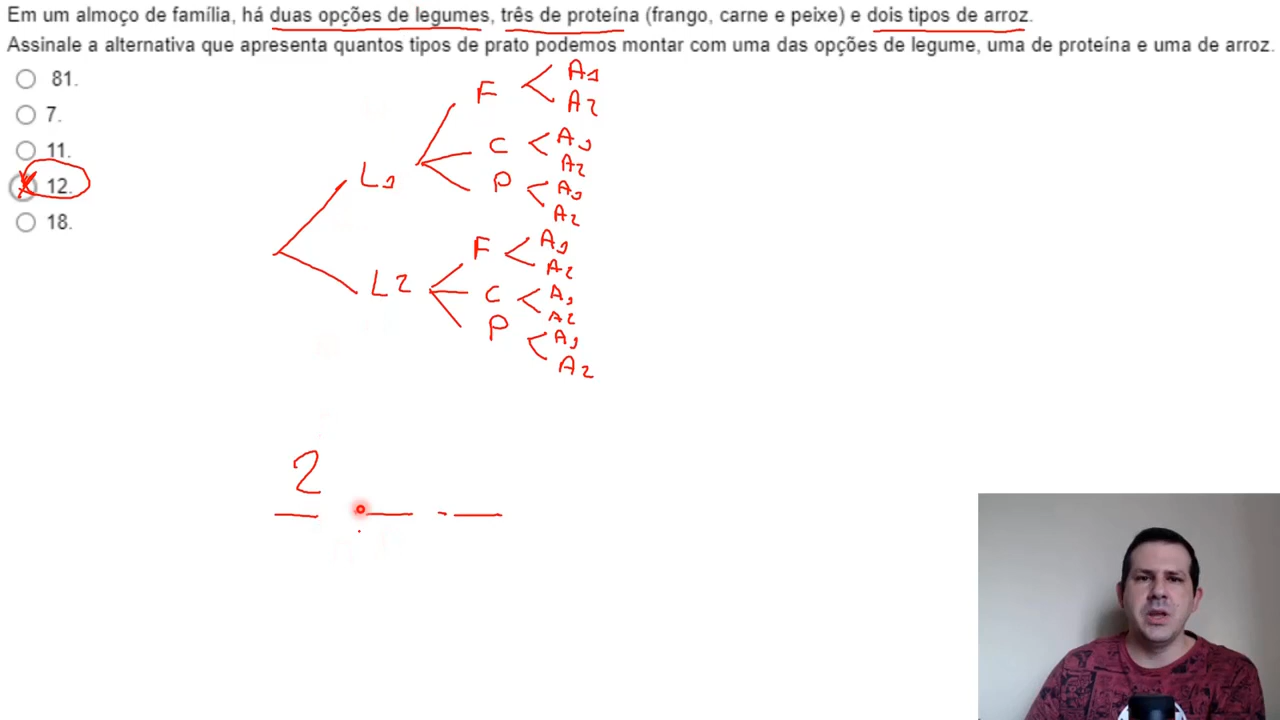 Em um almoço de família, há duas opções de legumes, três de proteína (frango, carne e peixe) e dois tipos de arroz.
Assinale a alternativa que apresenta quantos tipos de prato podemos montar com uma das opções de legume, uma de proteína e uma de arroz.
81.
7.
11.
12.
18.
L1
F
A1
A2
C
A1
A2
P
A1
A2
L2
F
A1
A2
C
A1
A2
P
A1
A2
2